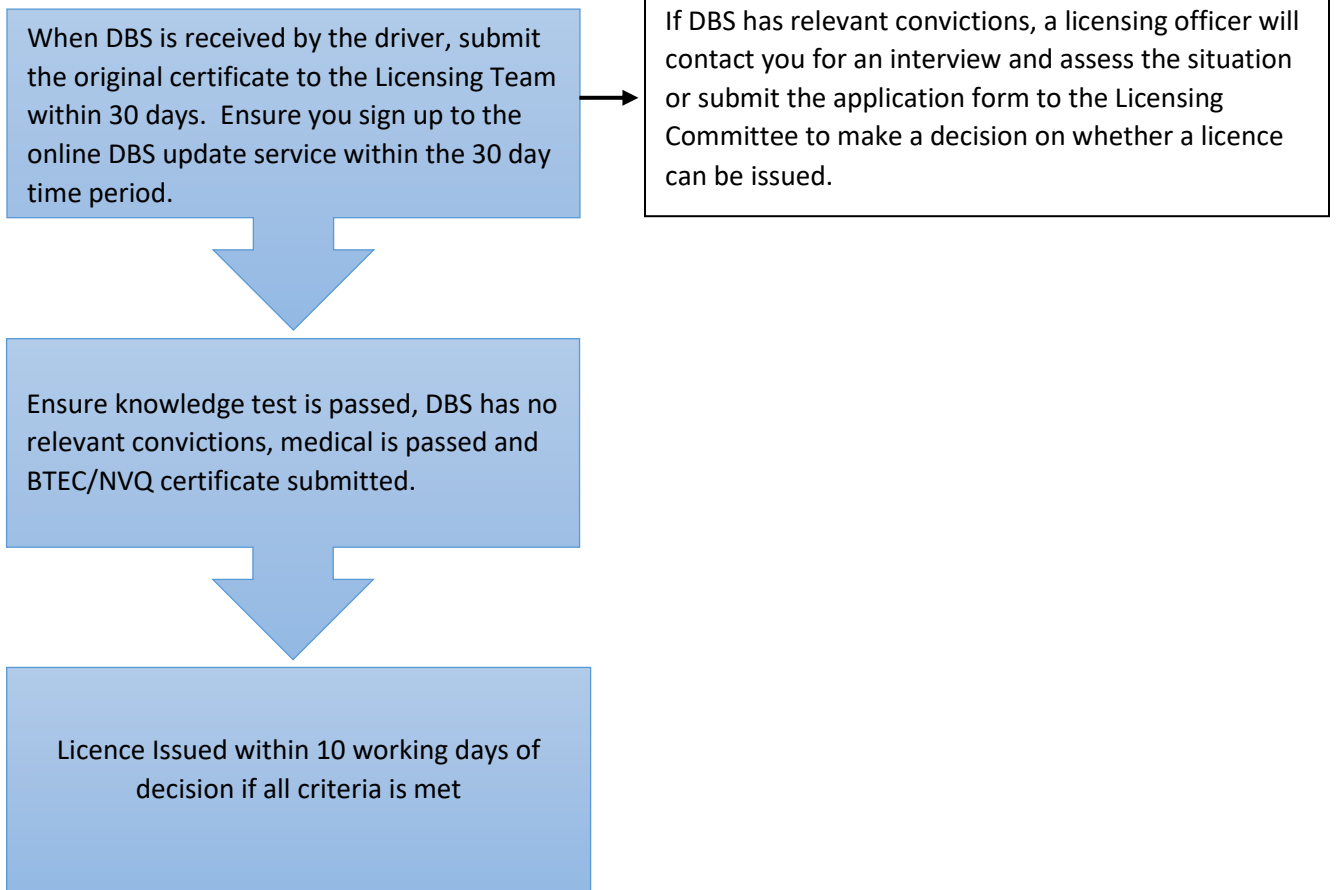 When DBS is received by the driver, submit
the original certificate to the Licensing Team
within 30 days.  Ensure you sign up to the
online DBS update service within the 30 day
time period.
If DBS has relevant convictions, a licensing officer will
contact you for an interview and assess the situation
or submit the application form to the Licensing
Committee to make a decision on whether a licence
can be issued.
Ensure knowledge test is passed, DBS has no
relevant convictions, medical is passed and
BTEC/NVQ certificate submitted.
Licence Issued within 10 working days of
decision if all criteria is met